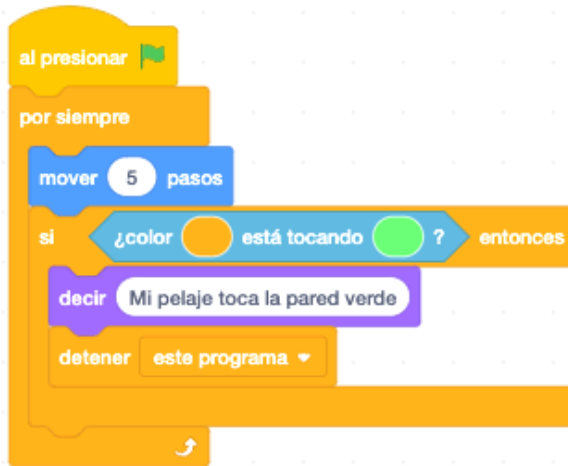 al presionar
por siempre
mover 5 pasos
si ¿color está tocando ? entonces
decir Mi pelaje toca la pared verde
detener este programa